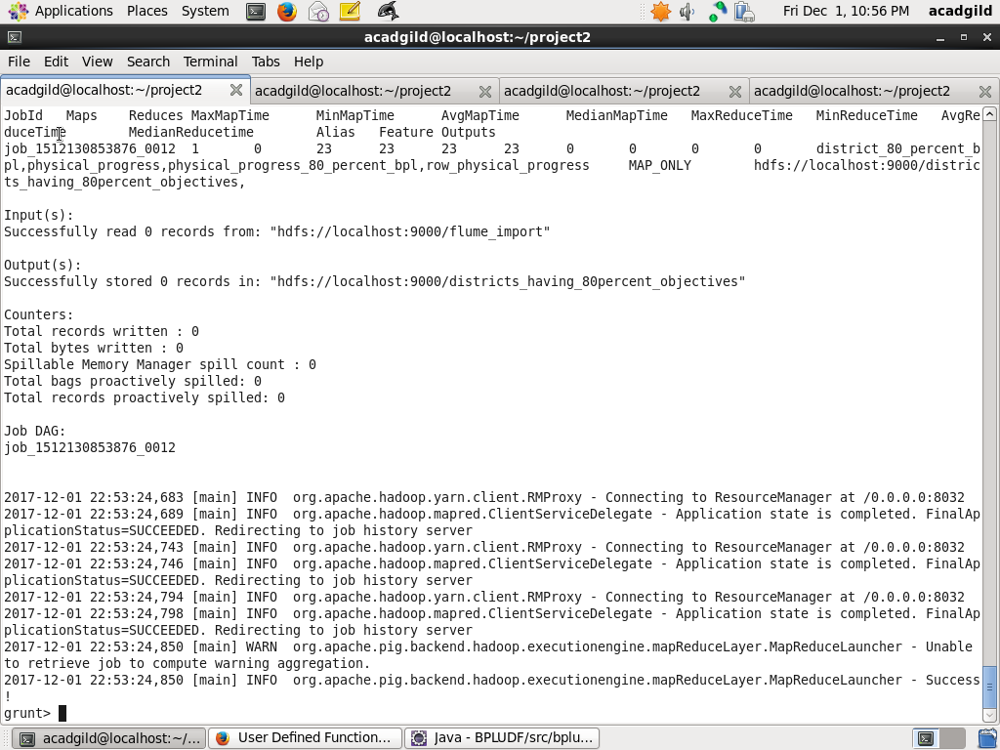 Applications Places System Fri Dec 1, 10:56 PM acadgild
acadgild@localhost:~/project2
File Edit View Search Terminal Tabs Help
acadgild@localhost:~/project2 acadgild@localhost:~/project2 acadgild@localhost:~/project2 acadgild@localhost:~/project2
JobId Maps Reduces MaxMapTime MinMapTime AvgMapTime MedianMapTime MaxReduceTime MinReduceTime AvgRe
duceTime MedianReducetime Alias Feature Outputs
job_1512130853876_0012 1 0 23 23 23 23 0 0 0 0 district_80_percent_b
pl,physical_progress,physical_progress_80_percent_bpl,row_physical_progress MAP_ONLY hdfs://localhost:9000/distric
ts_having_80percent_objectives,
Input(s):
Successfully read 0 records from: "hdfs://localhost:9000/flume_import"
Output(s):
Successfully stored 0 records in: "hdfs://localhost:9000/districts_having_80percent_objectives"
Counters:
Total records written : 0
Total bytes written : 0
Spillable Memory Manager spill count : 0
Total bags proactively spilled: 0
Total records proactively spilled: 0
Job DAG:
job_1512130853876_0012
2017-12-01 22:53:24,683 [main] INFO org.apache.hadoop.yarn.client.RMProxy - Connecting to ResourceManager at /0.0.0.0:8032
2017-12-01 22:53:24,689 [main] INFO org.apache.hadoop.mapred.ClientServiceDelegate - Application state is completed. FinalAp
plicationStatus=SUCCEEDED. Redirecting to job history server
2017-12-01 22:53:24,743 [main] INFO org.apache.hadoop.yarn.client.RMProxy - Connecting to ResourceManager at /0.0.0.0:8032
2017-12-01 22:53:24,746 [main] INFO org.apache.hadoop.mapred.ClientServiceDelegate - Application state is completed. FinalAp
plicationStatus=SUCCEEDED. Redirecting to job history server
2017-12-01 22:53:24,794 [main] INFO org.apache.hadoop.yarn.client.RMProxy - Connecting to ResourceManager at /0.0.0.0:8032
2017-12-01 22:53:24,798 [main] INFO org.apache.hadoop.mapred.ClientServiceDelegate - Application state is completed. FinalAp
plicationStatus=SUCCEEDED. Redirecting to job history server
2017-12-01 22:53:24,850 [main] WARN org.apache.pig.backend.hadoop.executionengine.mapReduceLayer.MapReduceLauncher - Unable
to retrieve job to compute warning aggregation.
2017-12-01 22:53:24,850 [main] INFO org.apache.pig.backend.hadoop.executionengine.mapReduceLayer.MapReduceLauncher - Success
!
grunt>
acadgild@localhost:~/... User Defined Function... Java - BPLUDF/src/bplu...